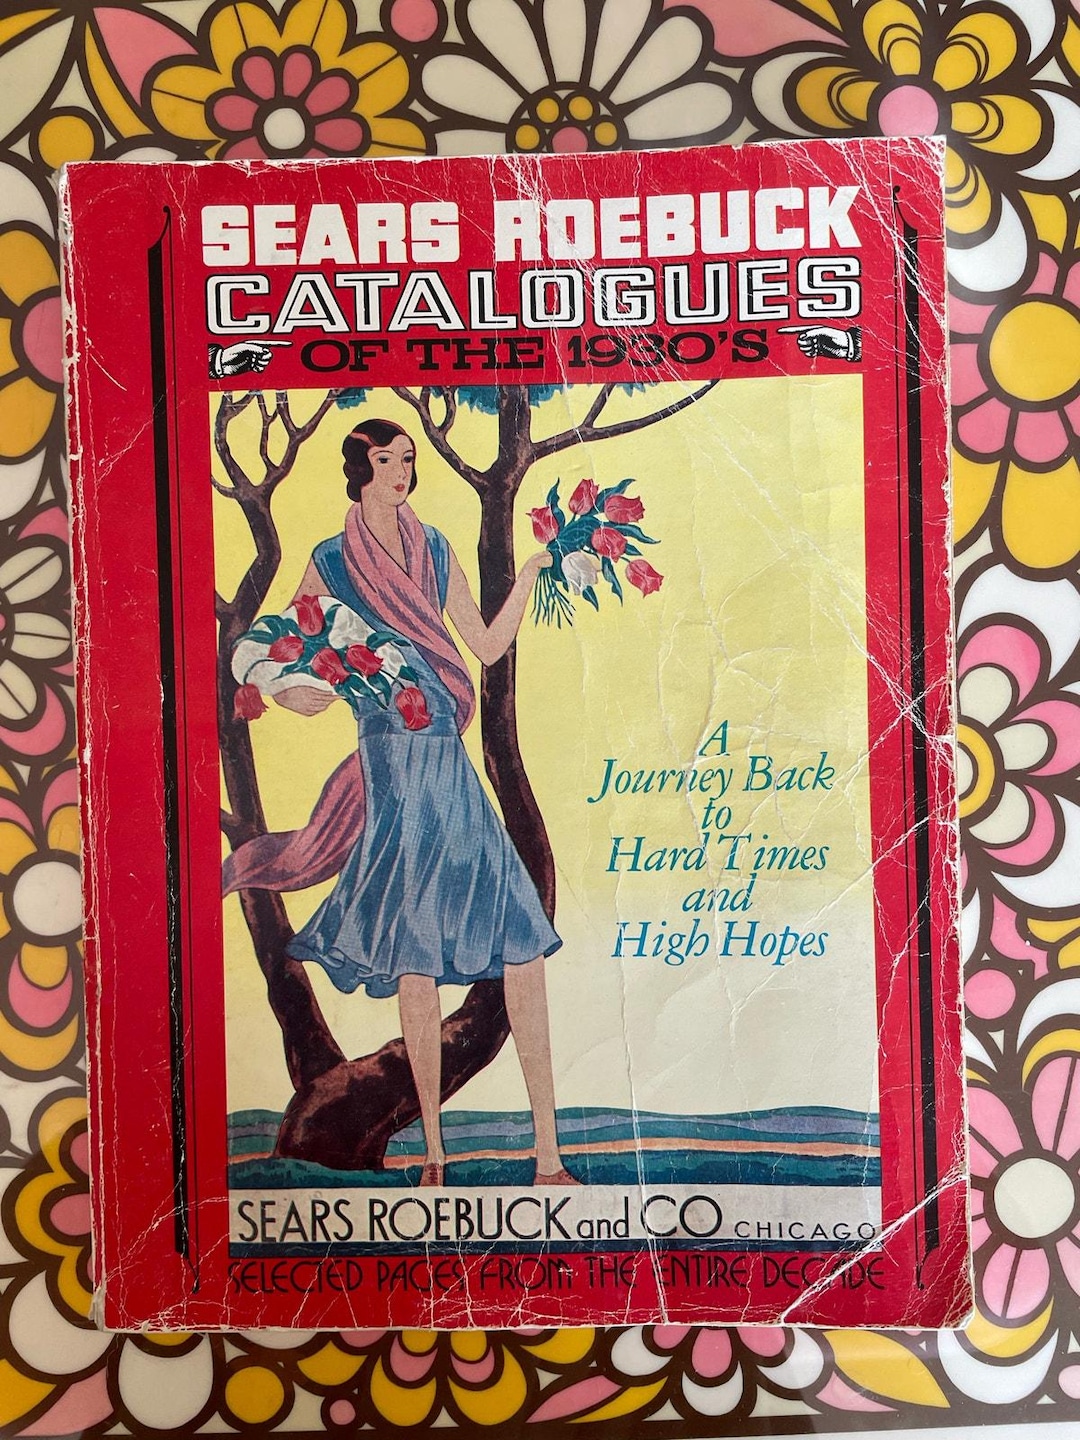 SEARS ROEBUCK
CATALOGUES
OF THE 1930'S
A
Journey Back
to
Hard Times
and
High Hopes
SEARS ROEBUCK and CO CHICAGO
SELECTED PAGES FROM THE ENTIRE DECADE